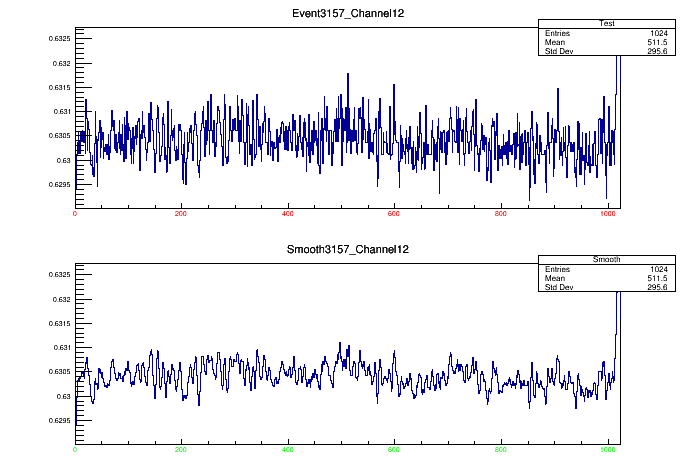 Event3157_Channel12
Test
Entries 1024
Mean 511.5
Std Dev 295.6
0.6325
0.632
0.6315
0.631
0.6305
0.63
0.6295
0 200 400 600 800 1000
Smooth3157_Channel12
Smooth
Entries 1024
Mean 511.5
Std Dev 295.6
0.6325
0.632
0.6315
0.631
0.6305
0.63
0.6295
0 200 400 600 800 1000